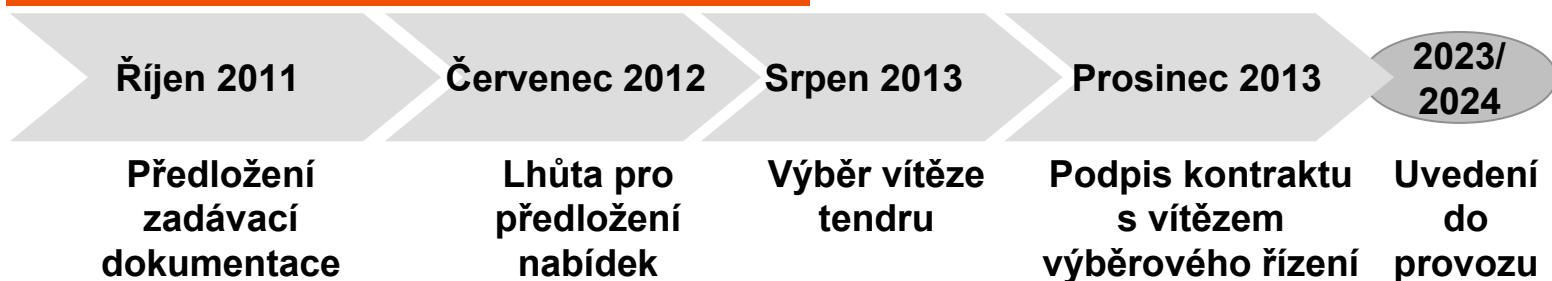 Říjen 2011
Červenec 2012
Srpen 2013
Prosinec 2013
2023/
2024
Předložení
zadávací
dokumentace
Lhůta pro
předložení
nabídek
Výběr vítěze
tendru
Podpis kontraktu
s vítězem
výběrového řízení
Uvedení
do
provozu